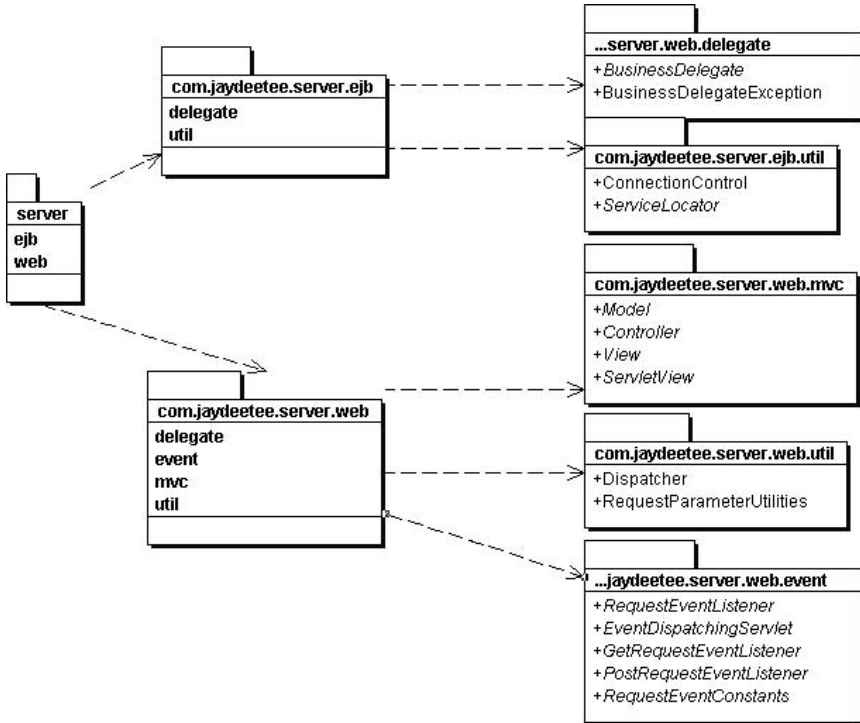 server
ejb
web
com.jaydeetee.server.ejb
delegate
util
com.jaydeetee.server.web
delegate
event
mvc
util
...server.web.delegate
+BusinessDelegate
+BusinessDelegateException
com.jaydeetee.server.ejb.util
+ConnectionControl
+ServiceLocator
com.jaydeetee.server.web.mvc
+Model
+Controller
+View
+ServletView
com.jaydeetee.server.web.util
+Dispatcher
+RequestParameterUtilities
...jaydeetee.server.web.event
+RequestEventListener
+EventDispatchingServlet
+GetRequestEventListener
+PostRequestEventListener
+RequestEventConstants